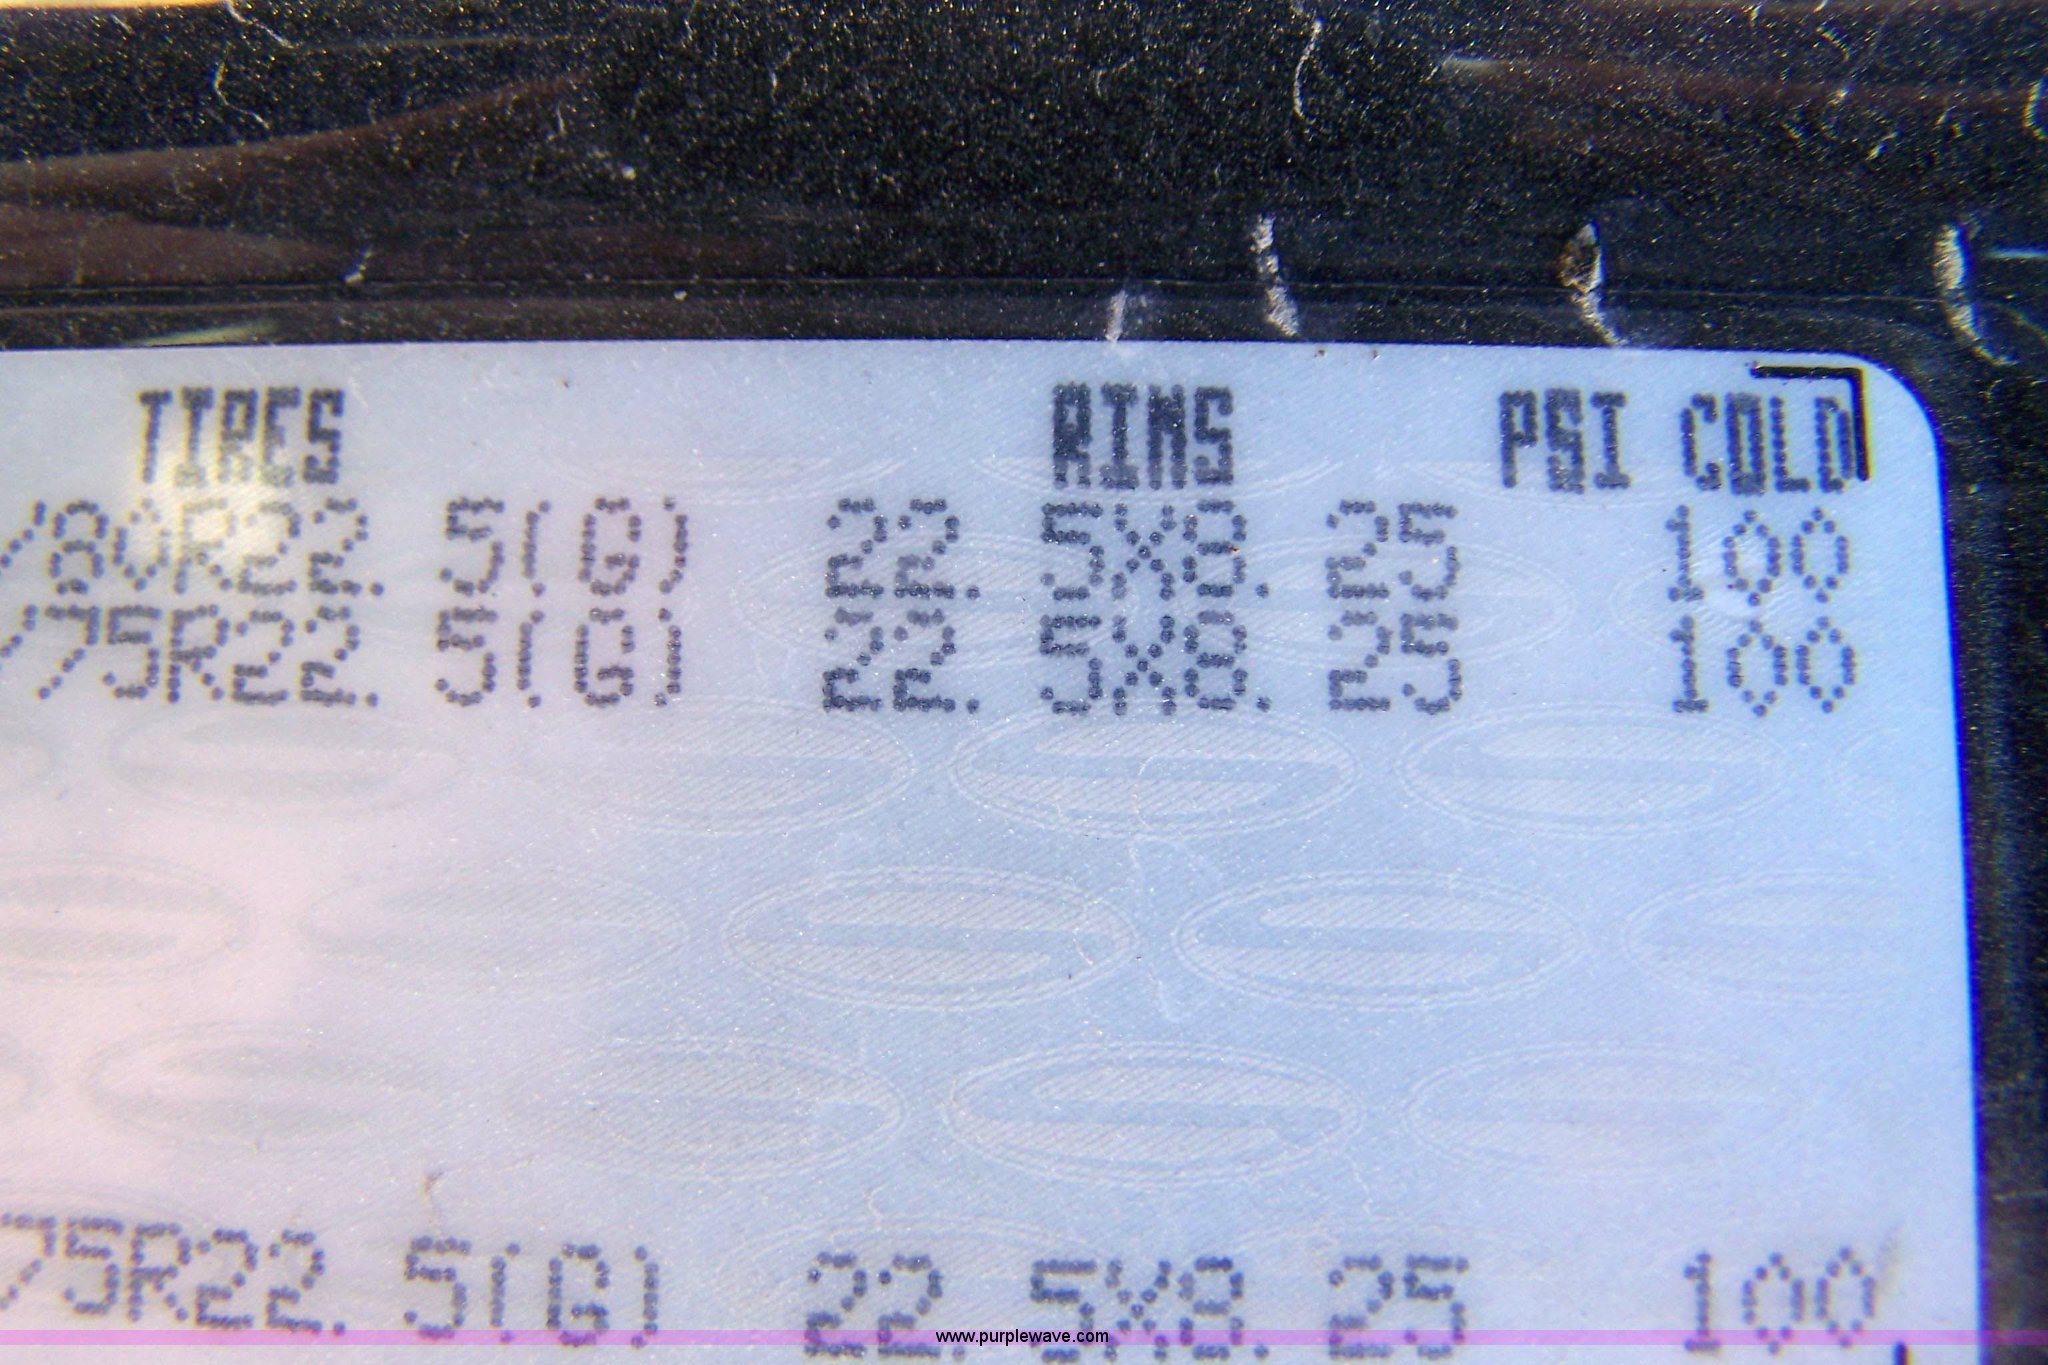 TIRES RIMS PSI COLD
/80R22.5(G) 22.5X8.25 100
/75R22.5(G) 22.5X8.25 100
/75R22.5(G) 22.5X8.25 100
www.purplewave.com